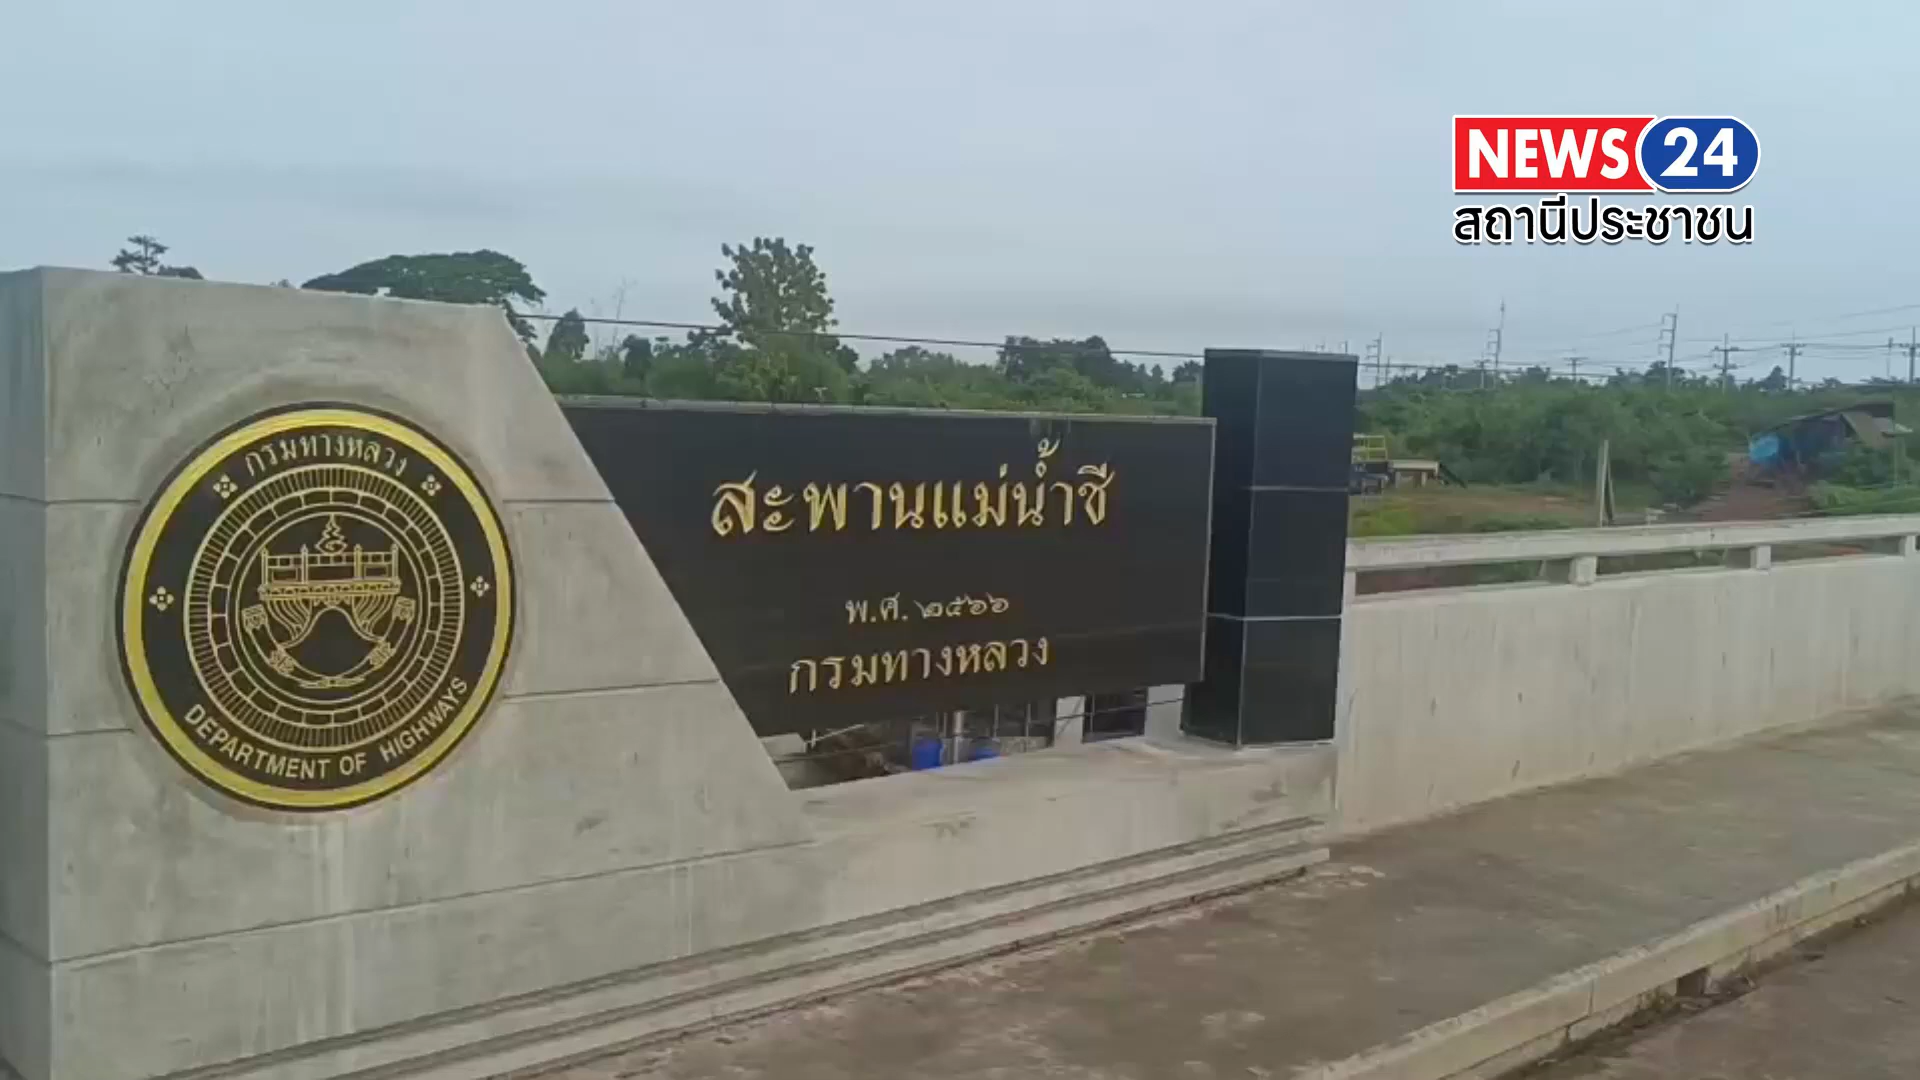 NEWS 24
สถานีประชาชน
กรมทางหลวง
DEPARTMENT OF HIGHWAYS
สะพานแม่น้ำชี
พ.ศ. ๒๕๖๖
กรมทางหลวง